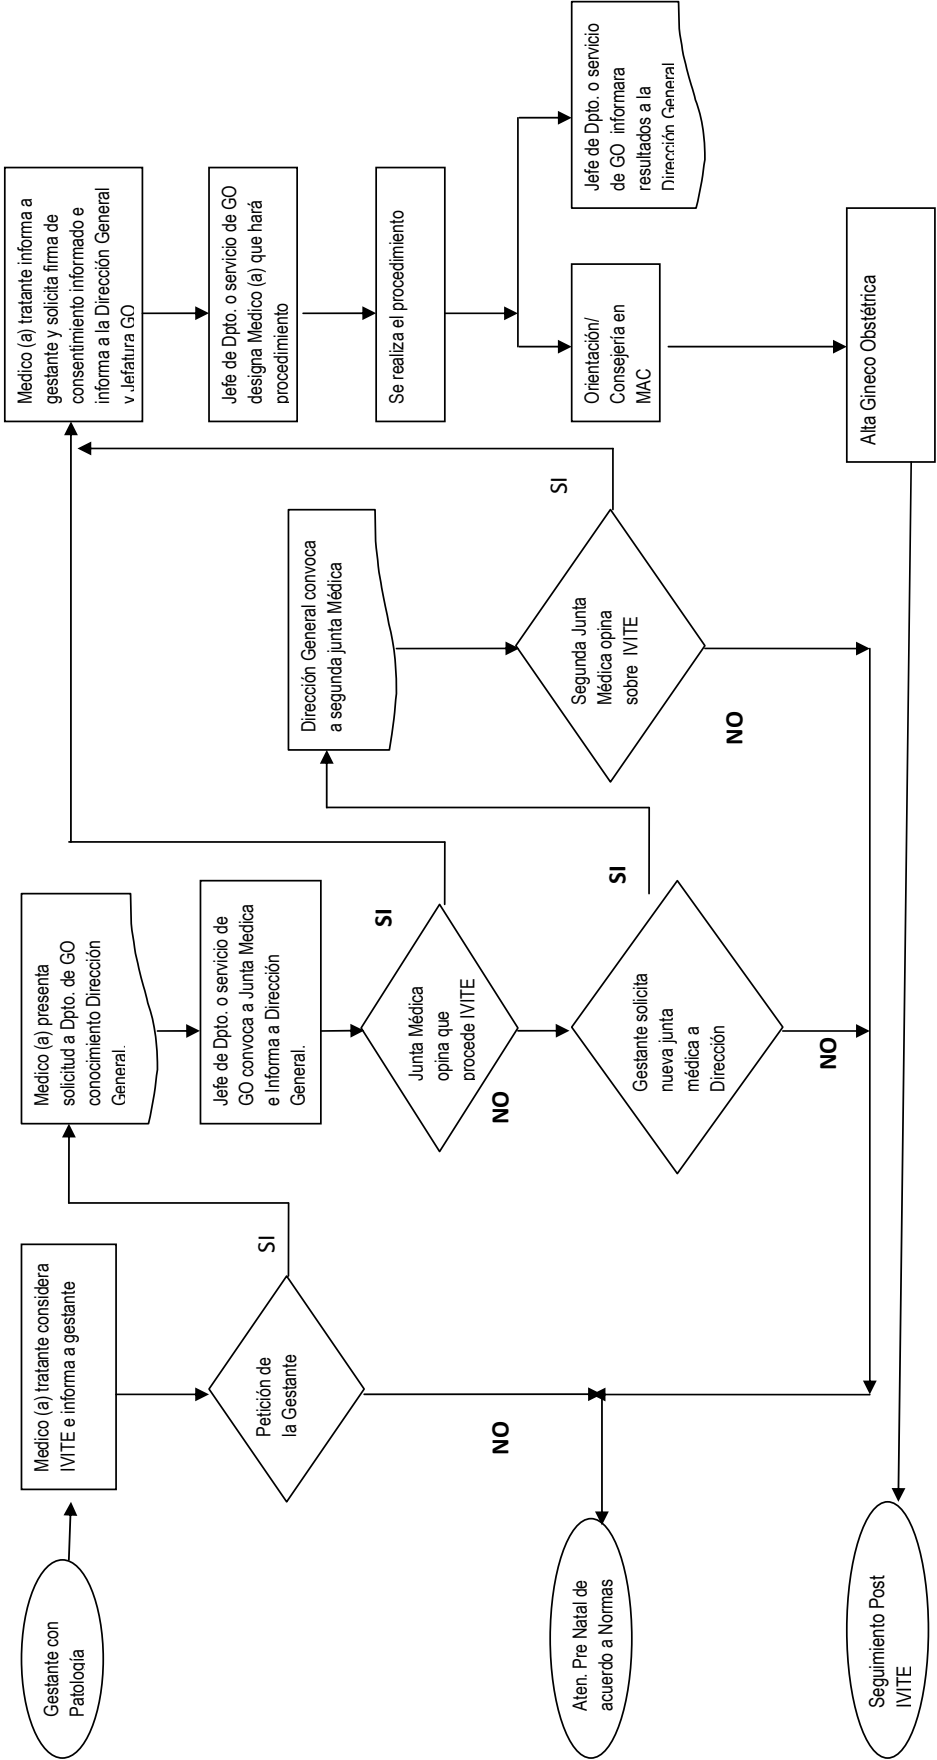 Gestante con
Patología
Medico (a) tratante considera
IVITE e informa a gestante
Petición de
la Gestante
SI
NO
Medico (a) presenta
solicitud a Dpto. de GO
conocimiento Dirección
General.
Jefe de Dpto. o servicio de
GO convoca a Junta Medica
e Informa a Dirección
General.
Junta Médica
opina que
procede IVITE
SI
NO
Gestante solicita
nueva junta
médica a
Dirección
SI
NO
Dirección General convoca
a segunda junta Médica
Segunda Junta
Médica opina
sobre IVITE
SI
NO
Medico (a) tratante informa a
gestante y solicita firma de
consentimiento informado e
informa a la Dirección General
y Jefatura GO
Jefe de Dpto. o servicio de GO
designa Medico (a) que hará
procedimiento
Se realiza el procedimiento
Orientación/
Consejería en
MAC
Jefe de Dpto. o servicio
de GO informara
resultados a la
Dirección General
Alta Gineco Obstétrica
Aten. Pre Natal de
acuerdo a Normas
Seguimiento Post
IVITE